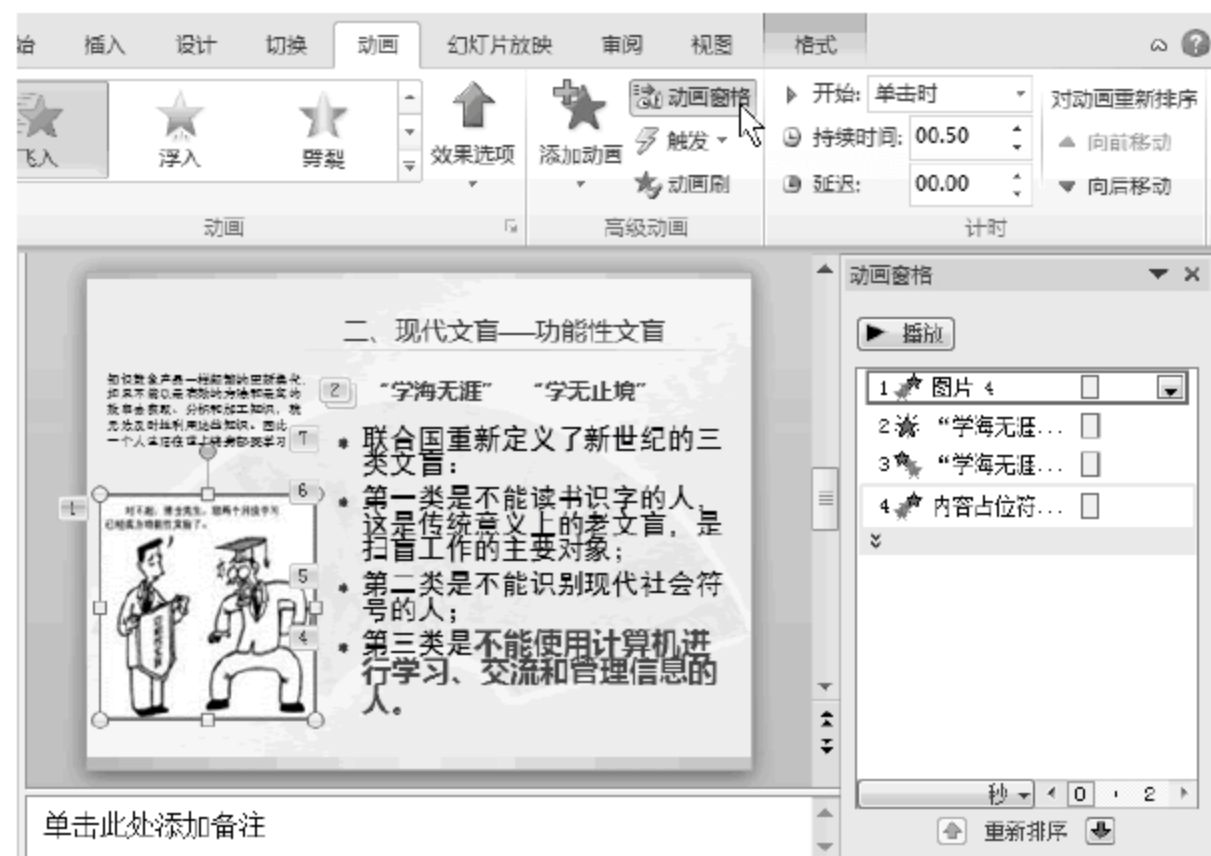 始 插入 设计 切换 动画 幻灯片放映 审阅 视图 格式
飞入 浮入 劈裂 效果选项 添加动画
动画窗格
触发
动画刷
开始: 单击时
持续时间: 00.50
延迟: 00.00
对动画重新排序
向前移动
向后移动
动画 高级动画 计时
二、现代文盲——功能性文盲
2 “学海无涯” “学无止境”
7 联合国重新定义了新世纪的三
类文盲：
6 第一类是不能读书识字的人，
这是传统意义上的老文盲，是
扫盲工作的主要对象；
5 第二类是不能识别现代社会符
号的人；
4 第三类是不能使用计算机进
行学习、交流和管理信息的
人。
1
单击此处添加备注
动画窗格
播放
1 图片 4
2 “学海无涯...
3 “学海无涯...
4 内容占位符...
秒 0 2
重新排序